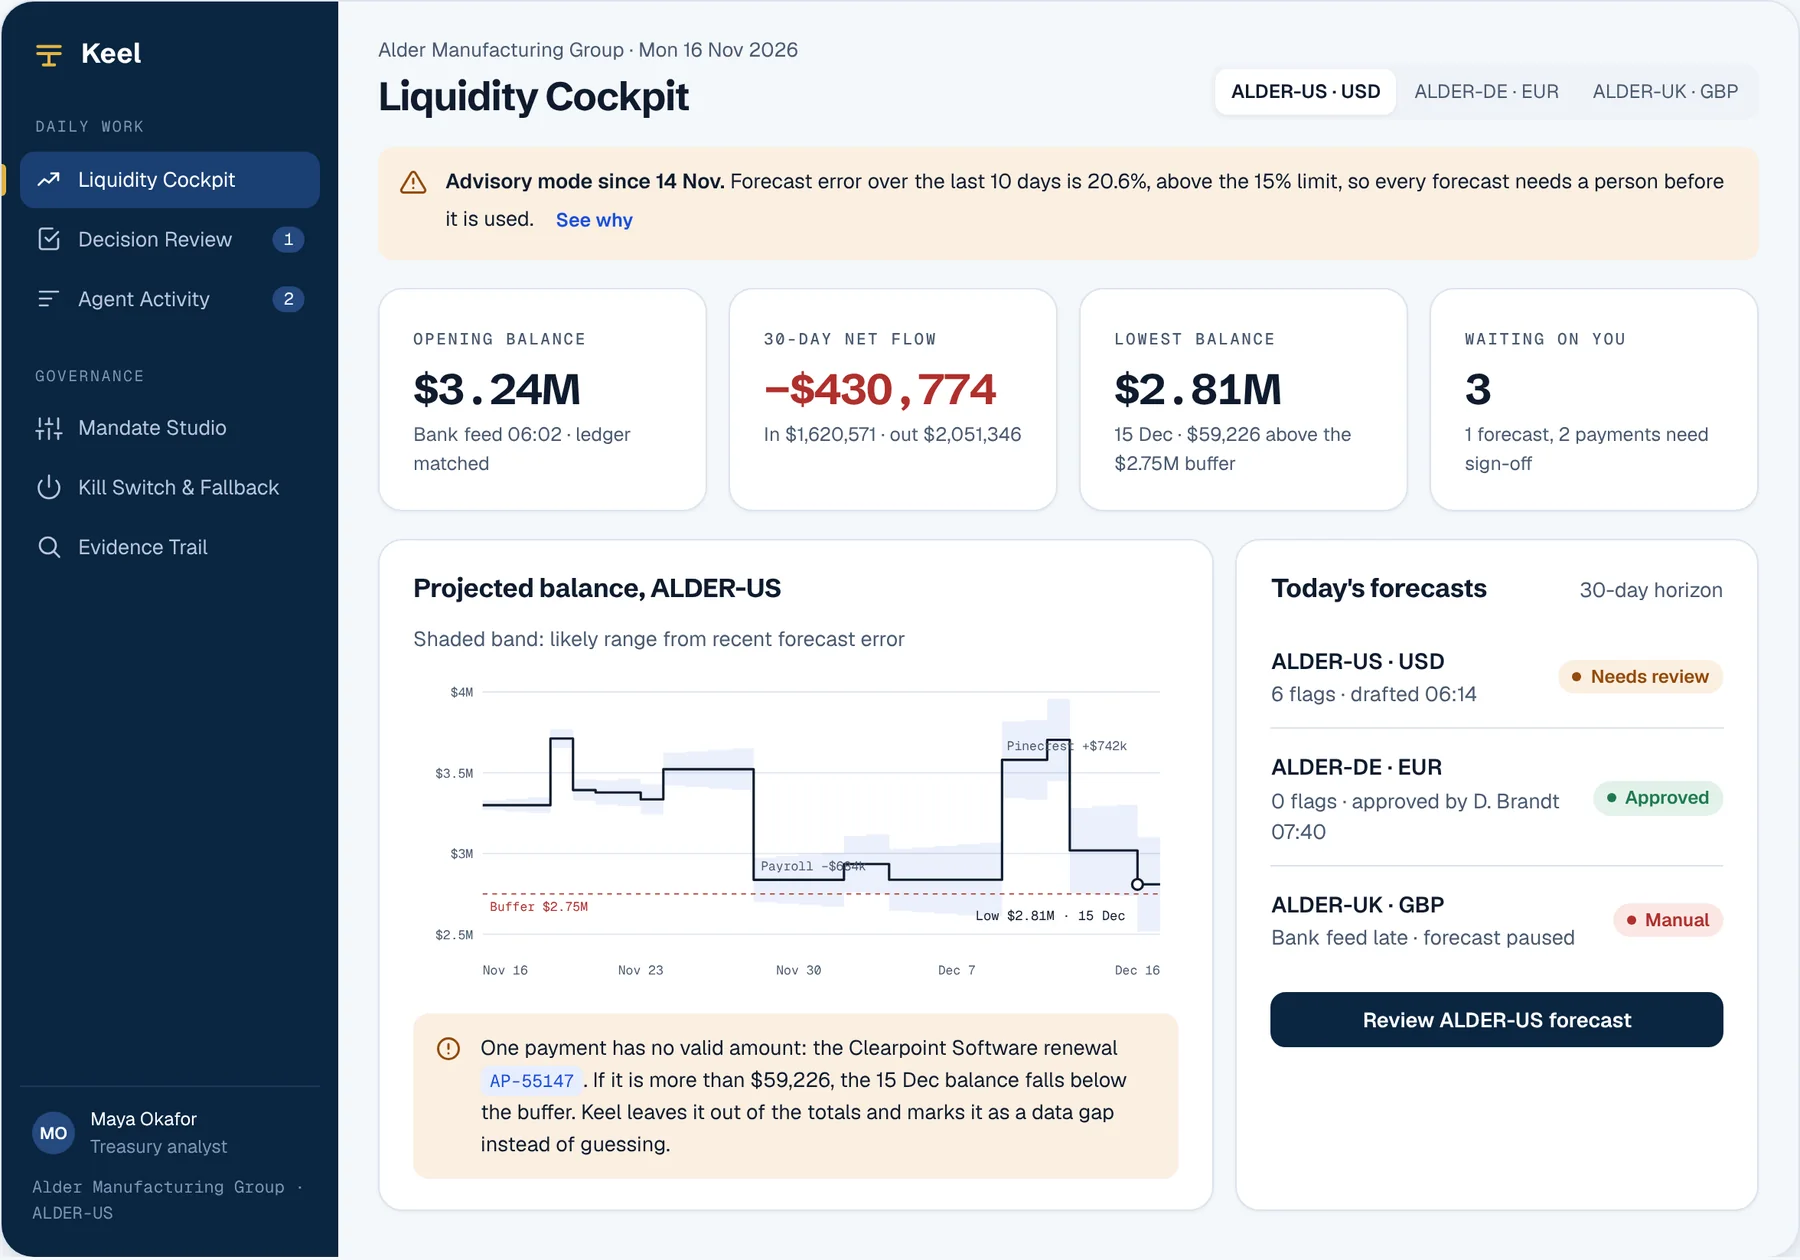 Keel
DAILY WORK
Liquidity Cockpit
Decision Review 1
Agent Activity 2
GOVERNANCE
Mandate Studio
Kill Switch & Fallback
Evidence Trail
MO
Maya Okafor
Treasury analyst
Alder Manufacturing Group ·
ALDER-US
Alder Manufacturing Group · Mon 16 Nov 2026
Liquidity Cockpit
ALDER-US · USD
ALDER-DE · EUR
ALDER-UK · GBP
Advisory mode since 14 Nov. Forecast error over the last 10 days is 20.6%, above the 15% limit, so every forecast needs a person before
it is used. See why
OPENING BALANCE
$3.24M
Bank feed 06:02 · ledger
matched
30-DAY NET FLOW
−$430,774
In $1,620,571 · out $2,051,346
LOWEST BALANCE
$2.81M
15 Dec · $59,226 above the
$2.75M buffer
WAITING ON YOU
3
1 forecast, 2 payments need
sign-off
Projected balance, ALDER-US
Shaded band: likely range from recent forecast error
$4M
$3.5M
$3M
$2.5M
Pinecrest +$742k
Payroll −$684k
Buffer $2.75M
Low $2.81M · 15 Dec
Nov 16
Nov 23
Nov 30
Dec 7
Dec 16
One payment has no valid amount: the Clearpoint Software renewal
AP-55147 . If it is more than $59,226, the 15 Dec balance falls below
the buffer. Keel leaves it out of the totals and marks it as a data gap
instead of guessing.
Today's forecasts
30-day horizon
ALDER-US · USD
6 flags · drafted 06:14
Needs review
ALDER-DE · EUR
0 flags · approved by D. Brandt
07:40
Approved
ALDER-UK · GBP
Bank feed late · forecast paused
Manual
Review ALDER-US forecast